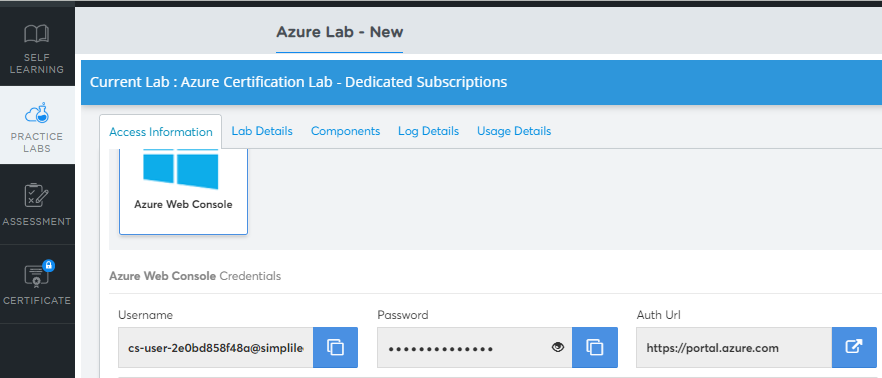 Azure Lab - New
SELF
LEARNING
PRACTICE
LABS
ASSESSMENT
CERTIFICATE
Current Lab : Azure Certification Lab - Dedicated Subscriptions
Access Information
Lab Details
Components
Log Details
Usage Details
Azure Web Console
Azure Web Console Credentials
Username
cs-user-2e0bd858f48a@simplile
Password
••••••••••••••
Auth Url
https://portal.azure.com